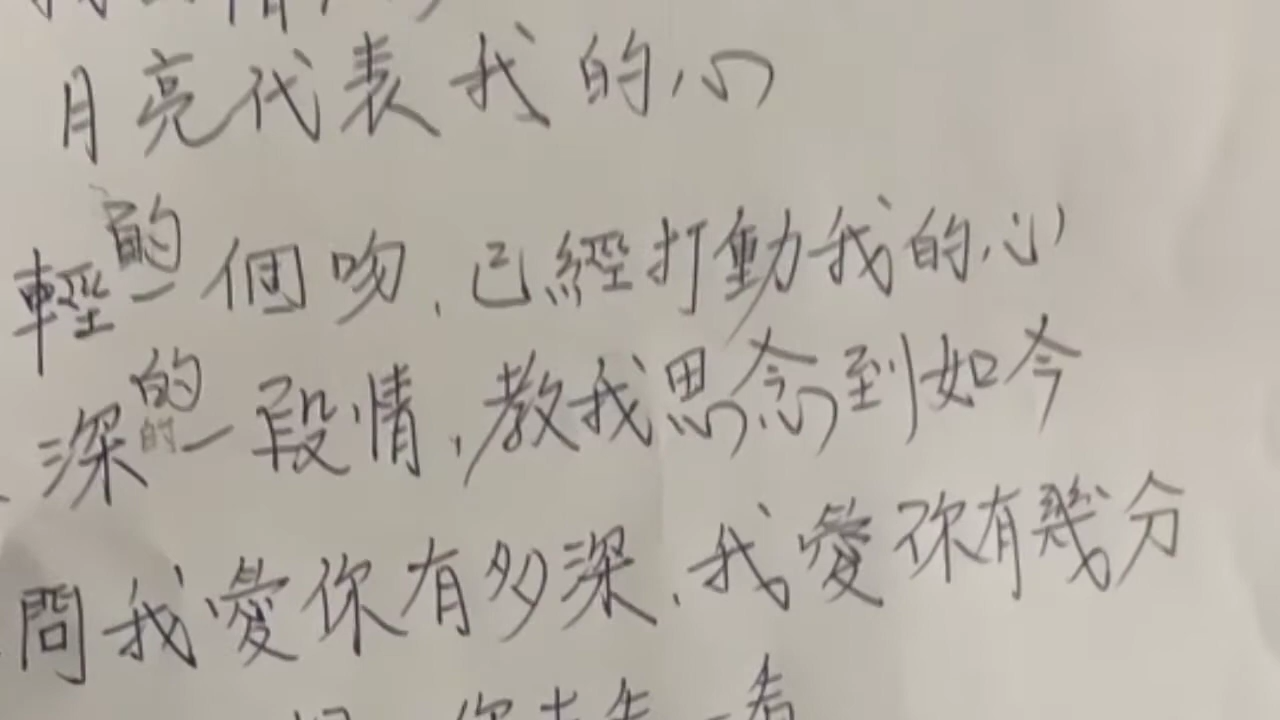 月亮代表我的心
輕的一個吻，已經打動我的心
深的的一段情，教我思念到如今
問我愛你有多深，我愛你有幾分